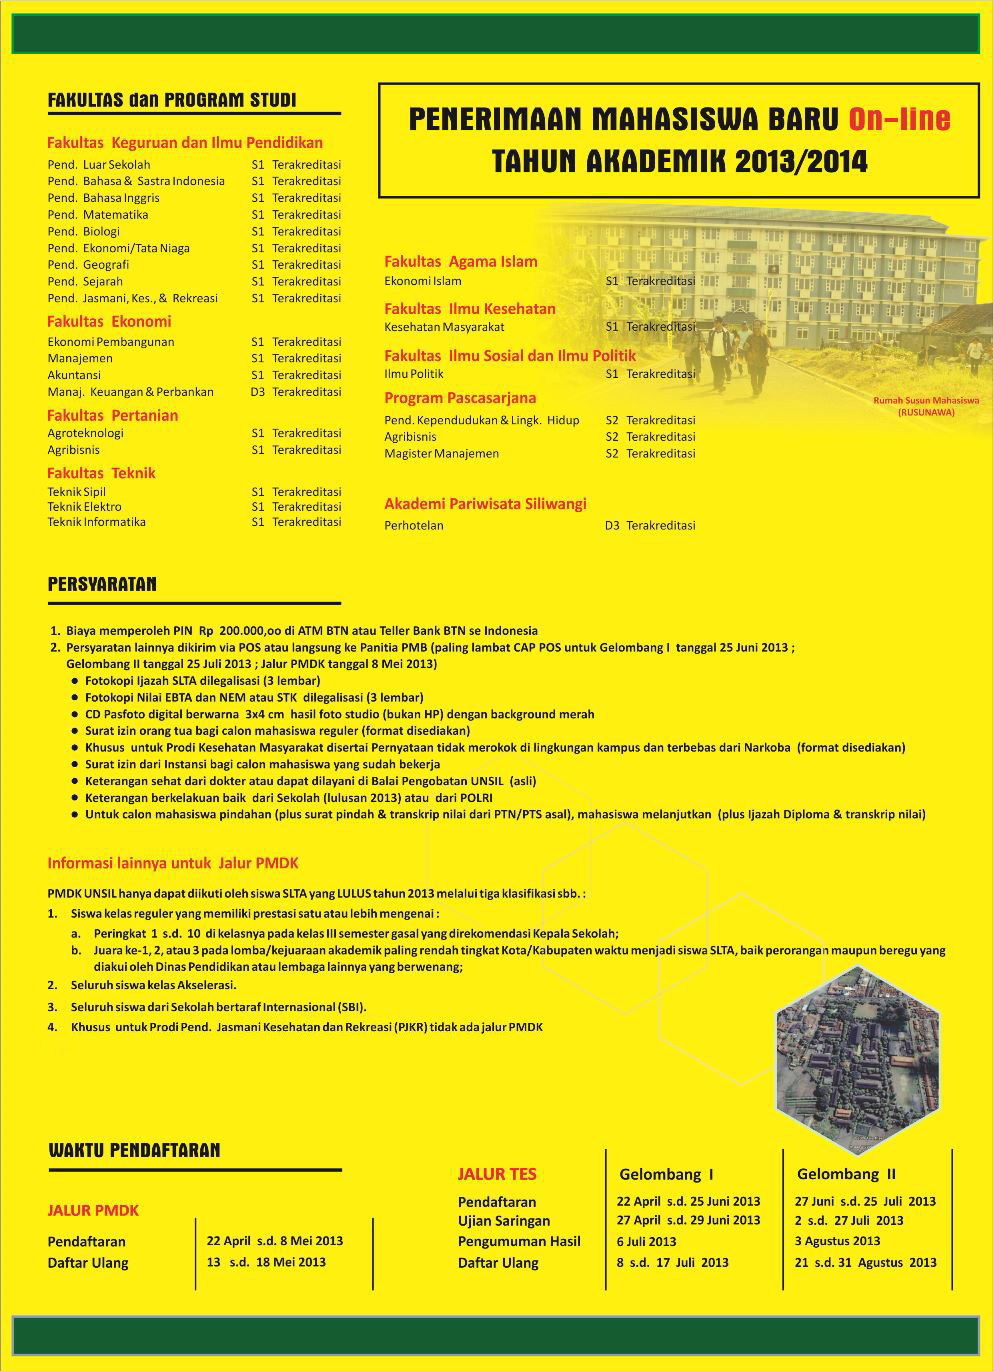 FAKULTAS dan PROGRAM STUDI
Fakultas Keguruan dan Ilmu Pendidikan
Pend. Luar Sekolah S1 Terakreditasi
Pend. Bahasa & Sastra Indonesia S1 Terakreditasi
Pend. Bahasa Inggris S1 Terakreditasi
Pend. Matematika S1 Terakreditasi
Pend. Biologi S1 Terakreditasi
Pend. Ekonomi/Tata Niaga S1 Terakreditasi
Pend. Geografi S1 Terakreditasi
Pend. Sejarah S1 Terakreditasi
Pend. Jasmani, Kes., & Rekreasi S1 Terakreditasi
Fakultas Ekonomi
Ekonomi Pembangunan S1 Terakreditasi
Manajemen S1 Terakreditasi
Akuntansi S1 Terakreditasi
Manaj. Keuangan & Perbankan D3 Terakreditasi
Fakultas Pertanian
Agroteknologi S1 Terakreditasi
Agribisnis S1 Terakreditasi
Fakultas Teknik
Teknik Sipil S1 Terakreditasi
Teknik Elektro S1 Terakreditasi
Teknik Informatika S1 Terakreditasi
PENERIMAAN MAHASISWA BARU On-line
TAHUN AKADEMIK 2013/2014
Fakultas Agama Islam
Ekonomi Islam S1 Terakreditasi
Fakultas Ilmu Kesehatan
Kesehatan Masyarakat S1 Terakreditasi
Fakultas Ilmu Sosial dan Ilmu Politik
Ilmu Politik S1 Terakreditasi
Program Pascasarjana
Pend. Kependudukan & Lingk. Hidup S2 Terakreditasi
Agribisnis S2 Terakreditasi
Magister Manajemen S2 Terakreditasi
Akademi Pariwisata Siliwangi
Perhotelan D3 Terakreditasi
Rumah Susun Mahasiswa
(RUSUNAWA)
PERSYARATAN
1. Biaya memperoleh PIN Rp 200.000,oo di ATM BTN atau Teller Bank BTN se Indonesia
2. Persyaratan lainnya dikirim via POS atau langsung ke Panitia PMB (paling lambat CAP POS untuk Gelombang I tanggal 25 Juni 2013 ;
Gelombang II tanggal 25 Juli 2013 ; Jalur PMDK tanggal 8 Mei 2013)
● Fotokopi Ijazah SLTA dilegalisasi (3 lembar)
● Fotokopi Nilai EBTA dan NEM atau STK dilegalisasi (3 lembar)
● CD Pasfoto digital berwarna 3x4 cm hasil foto studio (bukan HP) dengan background merah
● Surat izin orang tua bagi calon mahasiswa reguler (format disediakan)
● Khusus untuk Prodi Kesehatan Masyarakat disertai Pernyataan tidak merokok di lingkungan kampus dan terbebas dari Narkoba (format disediakan)
● Surat izin dari Instansi bagi calon mahasiswa yang sudah bekerja
● Keterangan sehat dari dokter atau dapat dilayani di Balai Pengobatan UNSIL (asli)
● Keterangan berkelakuan baik dari Sekolah (lulusan 2013) atau dari POLRI
● Untuk calon mahasiswa pindahan (plus surat pindah & transkrip nilai dari PTN/PTS asal), mahasiswa melanjutkan (plus Ijazah Diploma & transkrip nilai)
Informasi lainnya untuk Jalur PMDK
PMDK UNSIL hanya dapat diikuti oleh siswa SLTA yang LULUS tahun 2013 melalui tiga klasifikasi sbb. :
1. Siswa kelas reguler yang memiliki prestasi satu atau lebih mengenai :
a. Peringkat 1 s.d. 10 di kelasnya pada kelas III semester gasal yang direkomendasi Kepala Sekolah;
b. Juara ke-1, 2, atau 3 pada lomba/kejuaraan akademik paling rendah tingkat Kota/Kabupaten waktu menjadi siswa SLTA, baik perorangan maupun beregu yang
diakui oleh Dinas Pendidikan atau lembaga lainnya yang berwenang;
2. Seluruh siswa kelas Akselerasi.
3. Seluruh siswa dari Sekolah bertaraf Internasional (SBI).
4. Khusus untuk Prodi Pend. Jasmani Kesehatan dan Rekreasi (PJKR) tidak ada jalur PMDK
WAKTU PENDAFTARAN
JALUR PMDK
Pendaftaran 22 April s.d. 8 Mei 2013
Daftar Ulang 13 s.d. 18 Mei 2013
JALUR TES Gelombang I Gelombang II
Pendaftaran 22 April s.d. 25 Juni 2013 27 Juni s.d. 25 Juli 2013
Ujian Saringan 27 April s.d. 29 Juni 2013 2 s.d. 27 Juli 2013
Pengumuman Hasil 6 Juli 2013 3 Agustus 2013
Daftar Ulang 8 s.d. 17 Juli 2013 21 s.d. 31 Agustus 2013